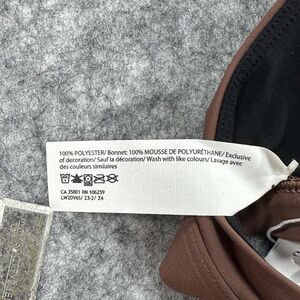 100% POLYESTER/ Bonnet: 100% MOUSSE DE POLYURÉTHANE/ Exclusive
of decoration/ Sauf la décoration/ Wash with like colours/ Lavage avec
des couleurs similaires
CA 35801 RN 106259
LW2DY6S/ 23-2/ Z4